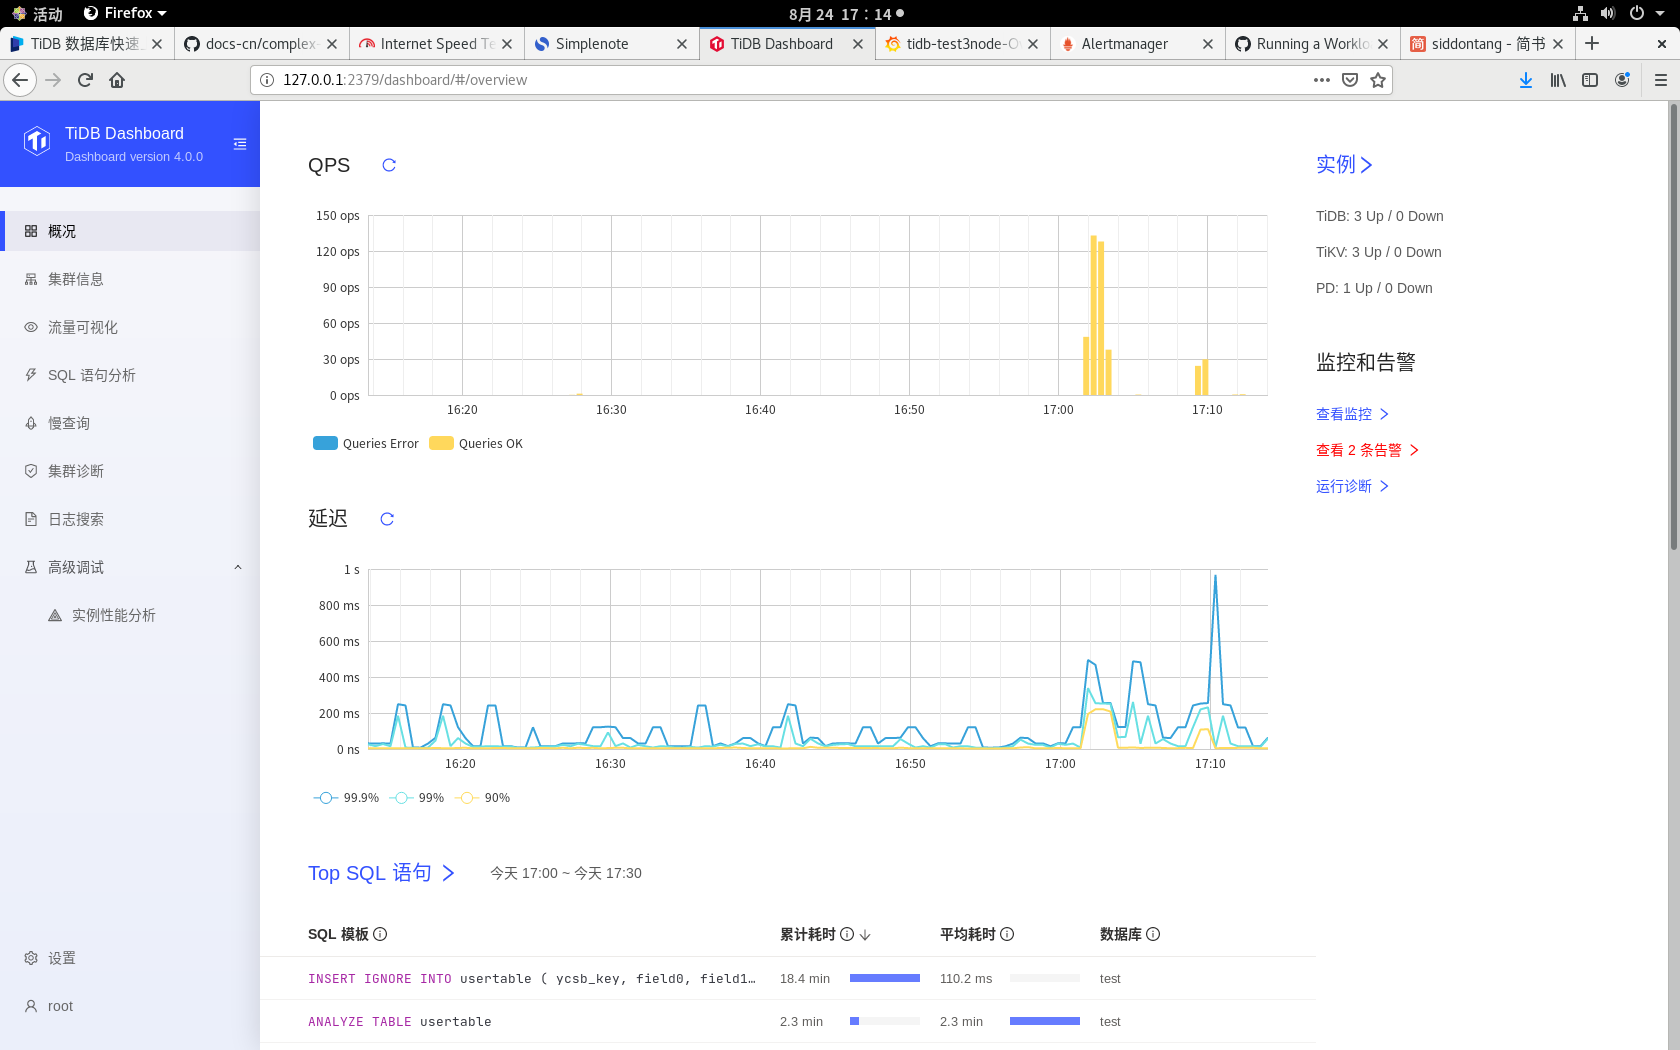 活动 Firefox 8月 24 17：14
TiDB 数据库快速 docs-cn/complex- Internet Speed Te Simplenote TiDB Dashboard tidb-test3node-O Alertmanager Running a Worklo siddontang - 简书
127.0.0.1:2379/dashboard/#/overview
TiDB Dashboard
Dashboard version 4.0.0
概况
集群信息
流量可视化
SQL 语句分析
慢查询
集群诊断
日志搜索
高级调试
实例性能分析
设置
root
QPS
150 ops
120 ops
90 ops
60 ops
30 ops
0 ops
16:20 16:30 16:40 16:50 17:00 17:10
Queries Error Queries OK
延迟
1 s
800 ms
600 ms
400 ms
200 ms
0 ns
16:20 16:30 16:40 16:50 17:00 17:10
99.9% 99% 90%
Top SQL 语句 今天 17:00 ~ 今天 17:30
SQL 模板 累计耗时 平均耗时 数据库
INSERT IGNORE INTO usertable ( ycsb_key, field0, field1… 18.4 min 110.2 ms test
ANALYZE TABLE usertable 2.3 min 2.3 min test
实例
TiDB: 3 Up / 0 Down
TiKV: 3 Up / 0 Down
PD: 1 Up / 0 Down
监控和告警
查看监控
查看 2 条告警
运行诊断